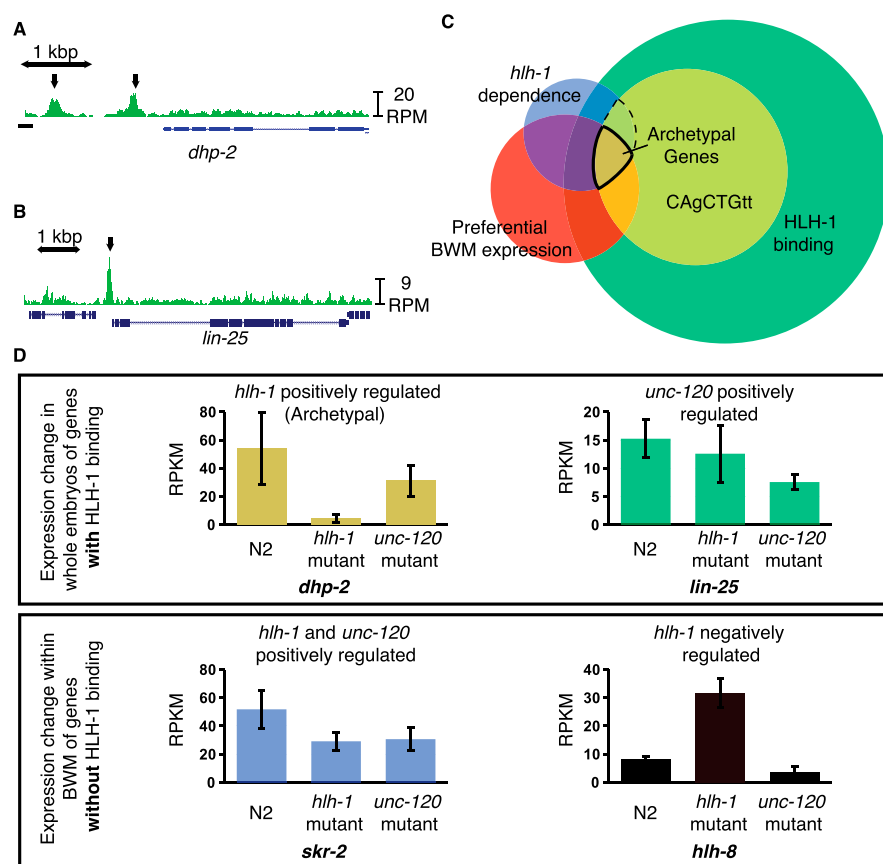 A
1 kbp
20
RPM
dhp-2
B
1 kbp
9
RPM
lin-25
C
hlh-1
dependence
Archetypal
Genes
CAgCTGtt
Preferential
BWM expression
HLH-1
binding
D
Expression change in
whole embryos of genes
with HLH-1 binding
hlh-1 positively regulated
(Archetypal)
RPKM
80
60
40
20
0
N2
hlh-1
mutant
unc-120
mutant
dhp-2
unc-120 positively
regulated
RPKM
20
15
10
5
0
N2
hlh-1
mutant
unc-120
mutant
lin-25
Expression change within
BWM of genes
without HLH-1 binding
hlh-1 and unc-120
positively regulated
RPKM
80
60
40
20
0
N2
hlh-1
mutant
unc-120
mutant
skr-2
hlh-1 negatively
regulated
RPKM
40
30
20
10
0
N2
hlh-1
mutant
unc-120
mutant
hlh-8